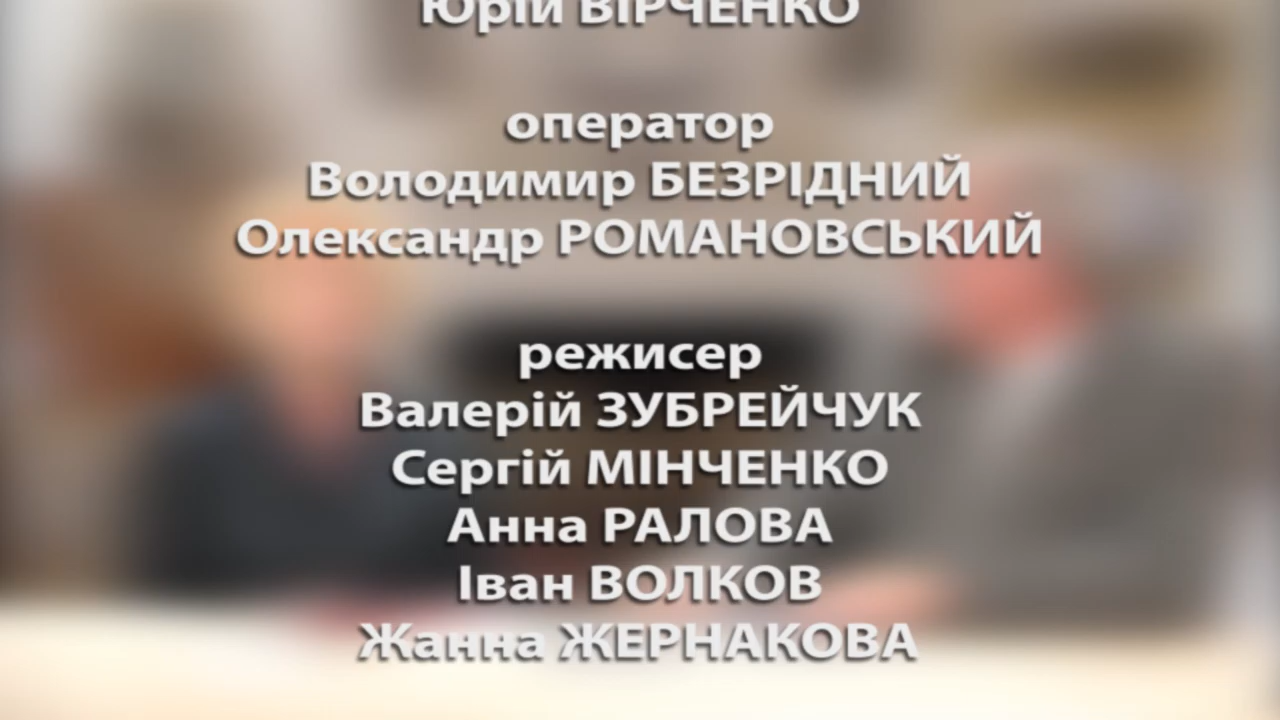 Юрій ВІРЧЕНКО
оператор
Володимир БЕЗРІДНИЙ
Олександр РОМАНОВСЬКИЙ
режисер
Валерій ЗУБРЕЙЧУК
Сергій МІНЧЕНКО
Анна РАЛОВА
Іван ВОЛКОВ
Жанна ЖЕРНАКОВА